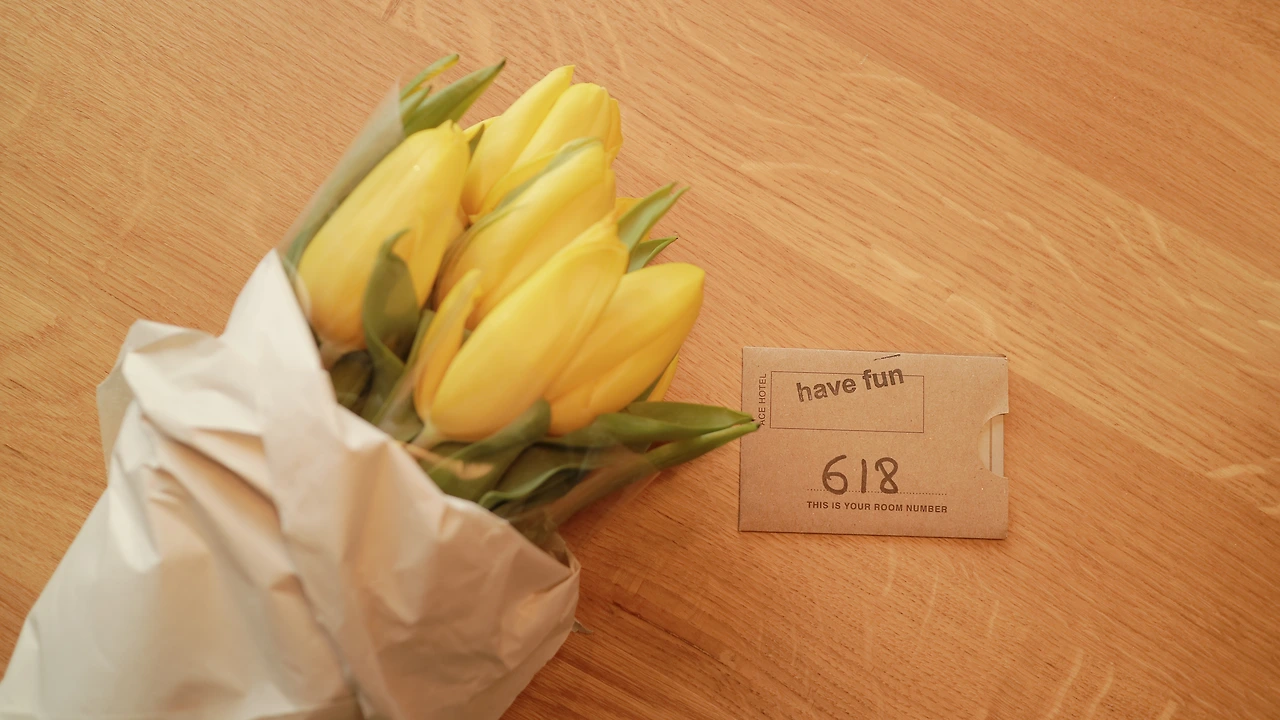 ACE HOTEL
have fun
618
THIS IS YOUR ROOM NUMBER